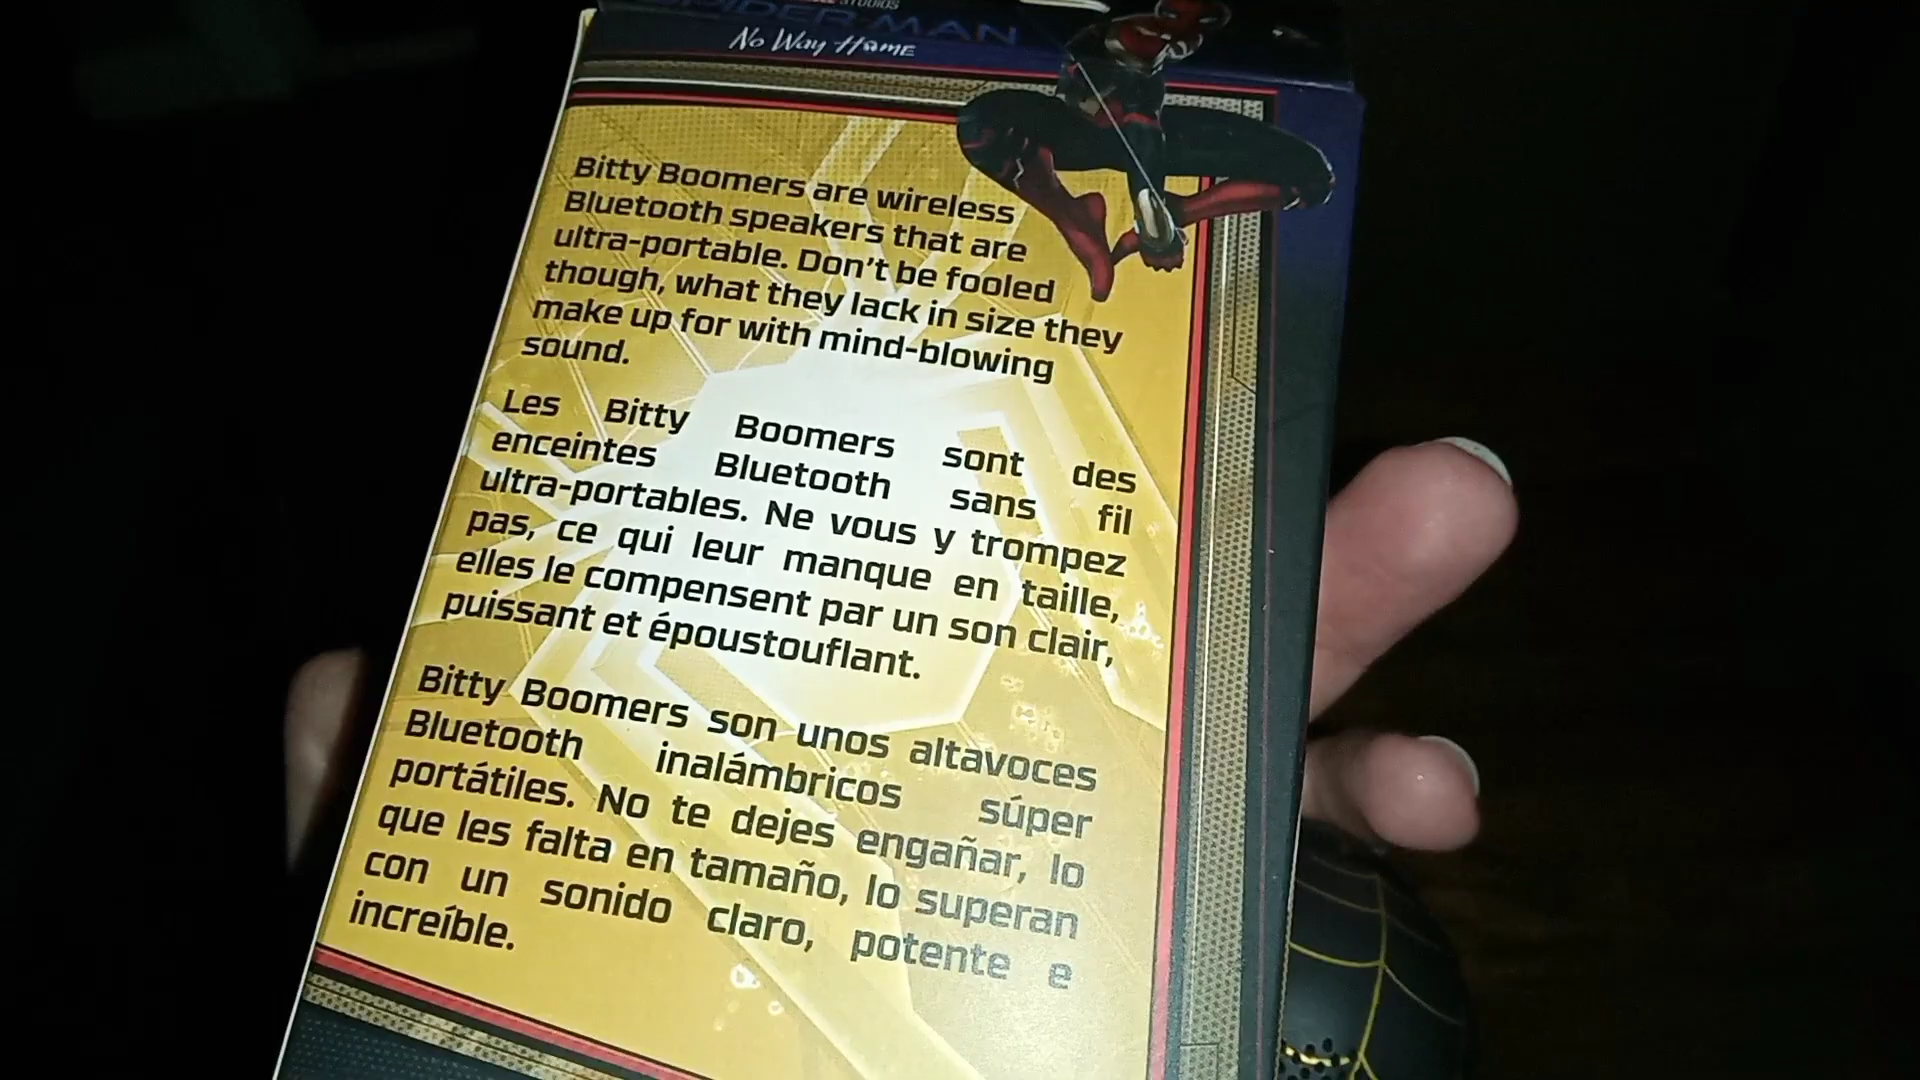 STUDIOS
SPIDER-MAN
No Way Home
Bitty Boomers are wireless
Bluetooth speakers that are
ultra-portable. Don't be fooled
though, what they lack in size they
make up for with mind-blowing
sound.
Les Bitty Boomers sont des
enceintes Bluetooth sans fil
ultra-portables. Ne vous y trompez
pas, ce qui leur manque en taille,
elles le compensent par un son clair,
puissant et époustouflant.
Bitty Boomers son unos altavoces
Bluetooth inalámbricos súper
portátiles. No te dejes engañar, lo
que les falta en tamaño, lo superan
con un sonido claro, potente e
increíble.